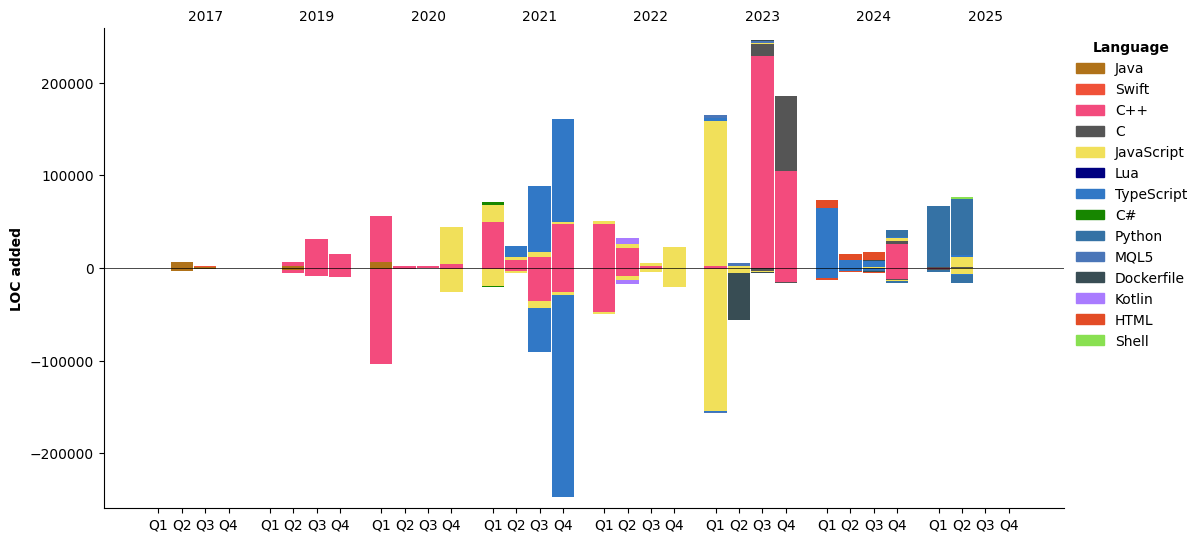 2017 2019 2020 2021 2022 2023 2024 2025
Language
Java
Swift
C++
C
JavaScript
Lua
TypeScript
C#
Python
MQL5
Dockerfile
Kotlin
HTML
Shell
LOC added
200000
100000
0
−100000
−200000
Q1 Q2 Q3 Q4 Q1 Q2 Q3 Q4 Q1 Q2 Q3 Q4 Q1 Q2 Q3 Q4 Q1 Q2 Q3 Q4 Q1 Q2 Q3 Q4 Q1 Q2 Q3 Q4 Q1 Q2 Q3 Q4